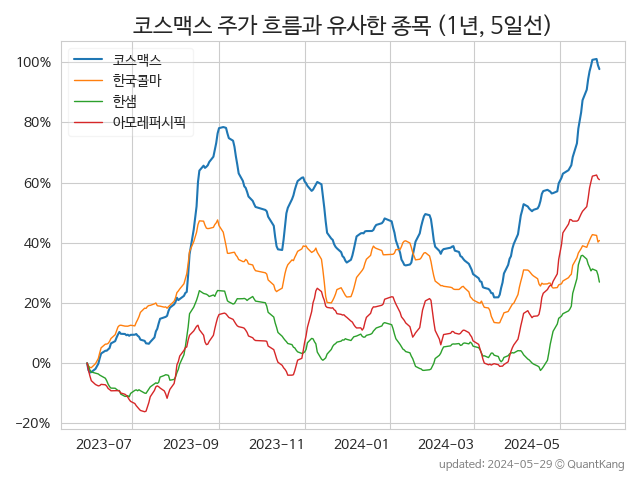 코스맥스 주가 흐름과 유사한 종목 (1년, 5일선)
코스맥스
한국콜마
한샘
아모레퍼시픽
100%
80%
60%
40%
20%
0%
−20%
2023-07
2023-09
2023-11
2024-01
2024-03
2024-05
updated: 2024-05-29 © QuantKang